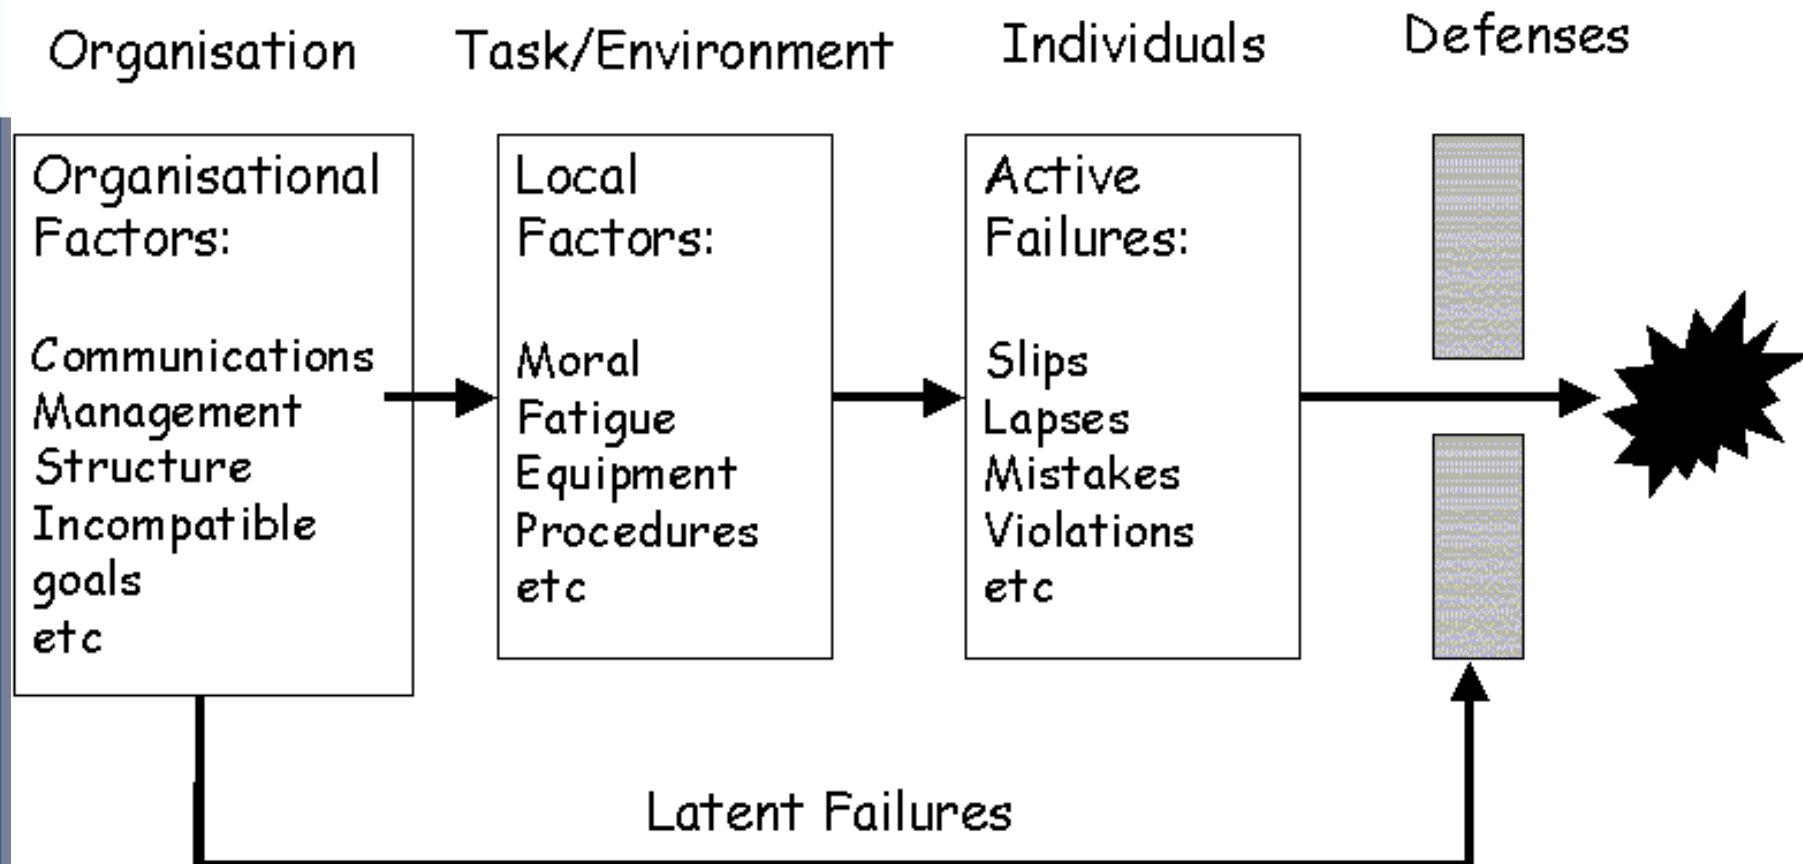 Organisation
Task/Environment
Individuals
Defenses
Organisational
Factors:
Communications
Management
Structure
Incompatible
goals
etc
Local
Factors:
Moral
Fatigue
Equipment
Procedures
etc
Active
Failures:
Slips
Lapses
Mistakes
Violations
etc
Latent Failures